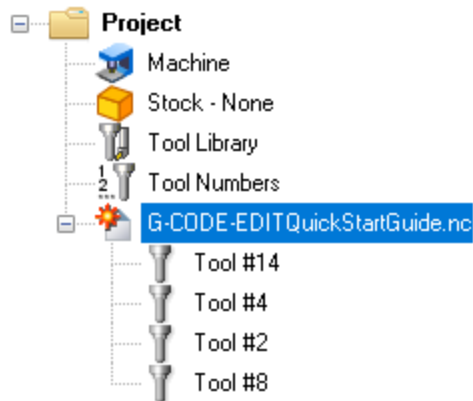 Project
Machine
Stock - None
Tool Library
1
2
Tool Numbers
G-CODE-EDITQuickStartGuide.nc
Tool #14
Tool #4
Tool #2
Tool #8